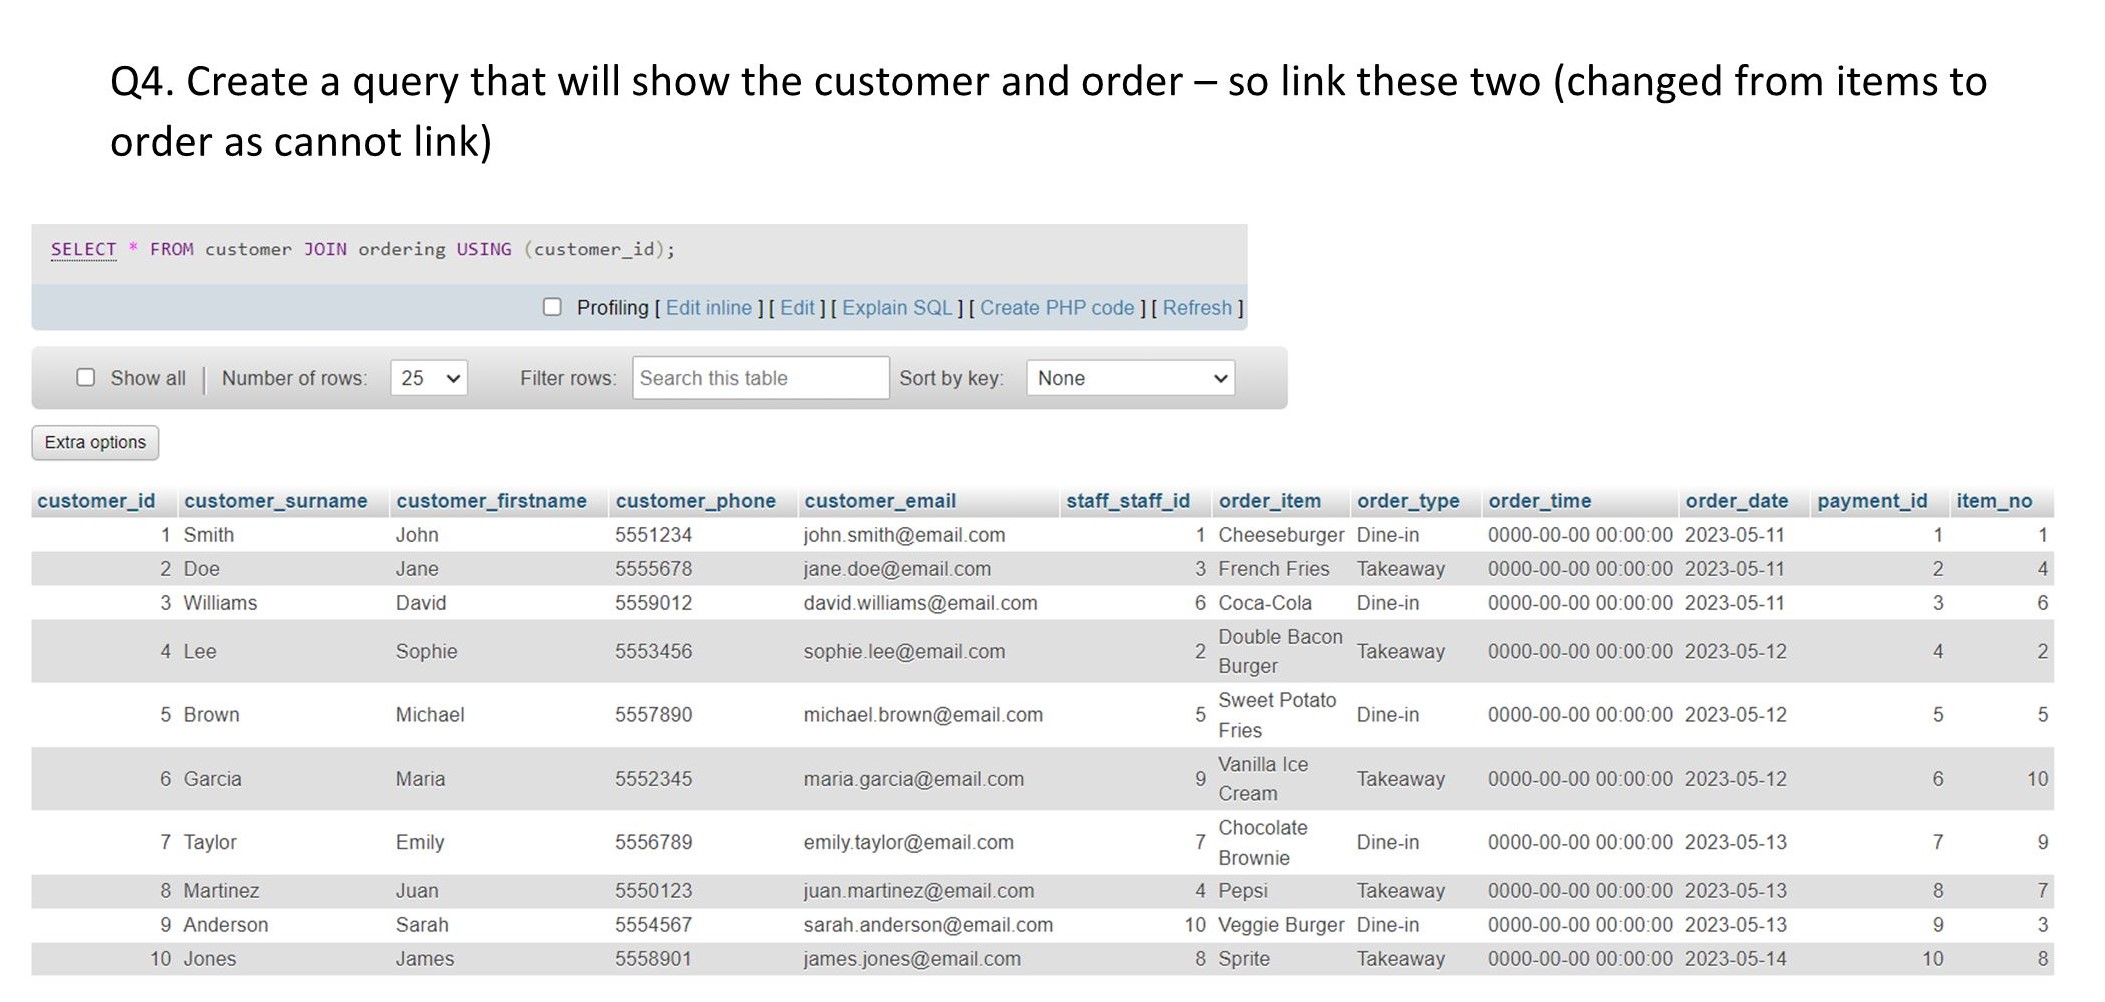 Q4. Create a query that will show the customer and order – so link these two (changed from items to
order as cannot link)
SELECT * FROM customer JOIN ordering USING (customer_id);
Profiling [ Edit inline ] [ Edit ] [ Explain SQL ] [ Create PHP code ] [ Refresh ]
Show all | Number of rows: 25 Filter rows: Search this table Sort by key: None
Extra options
customer_id customer_surname customer_firstname customer_phone customer_email staff_staff_id order_item order_type order_time order_date payment_id item_no
1 Smith John 5551234 john.smith@email.com 1 Cheeseburger Dine-in 0000-00-00 00:00:00 2023-05-11 1 1
2 Doe Jane 5555678 jane.doe@email.com 3 French Fries Takeaway 0000-00-00 00:00:00 2023-05-11 2 4
3 Williams David 5559012 david.williams@email.com 6 Coca-Cola Dine-in 0000-00-00 00:00:00 2023-05-11 3 6
4 Lee Sophie 5553456 sophie.lee@email.com 2 Double Bacon Burger Takeaway 0000-00-00 00:00:00 2023-05-12 4 2
5 Brown Michael 5557890 michael.brown@email.com 5 Sweet Potato Fries Dine-in 0000-00-00 00:00:00 2023-05-12 5 5
6 Garcia Maria 5552345 maria.garcia@email.com 9 Vanilla Ice Cream Takeaway 0000-00-00 00:00:00 2023-05-12 6 10
7 Taylor Emily 5556789 emily.taylor@email.com 7 Chocolate Brownie Dine-in 0000-00-00 00:00:00 2023-05-13 7 9
8 Martinez Juan 5550123 juan.martinez@email.com 4 Pepsi Takeaway 0000-00-00 00:00:00 2023-05-13 8 7
9 Anderson Sarah 5554567 sarah.anderson@email.com 10 Veggie Burger Dine-in 0000-00-00 00:00:00 2023-05-13 9 3
10 Jones James 5558901 james.jones@email.com 8 Sprite Takeaway 0000-00-00 00:00:00 2023-05-14 10 8